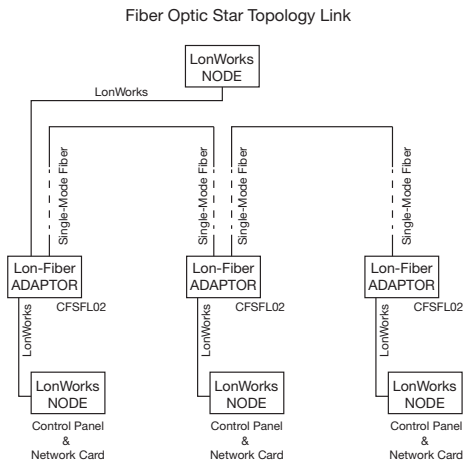 Fiber Optic Star Topology Link
LonWorks
NODE
LonWorks
Single-Mode Fiber
Single-Mode Fiber
Single-Mode Fiber
Single-Mode Fiber
Lon-Fiber
ADAPTOR
CFSFL02
Lon-Fiber
ADAPTOR
CFSFL02
Lon-Fiber
ADAPTOR
CFSFL02
LonWorks
LonWorks
LonWorks
LonWorks
NODE
Control Panel
&
Network Card
LonWorks
NODE
Control Panel
&
Network Card
LonWorks
NODE
Control Panel
&
Network Card